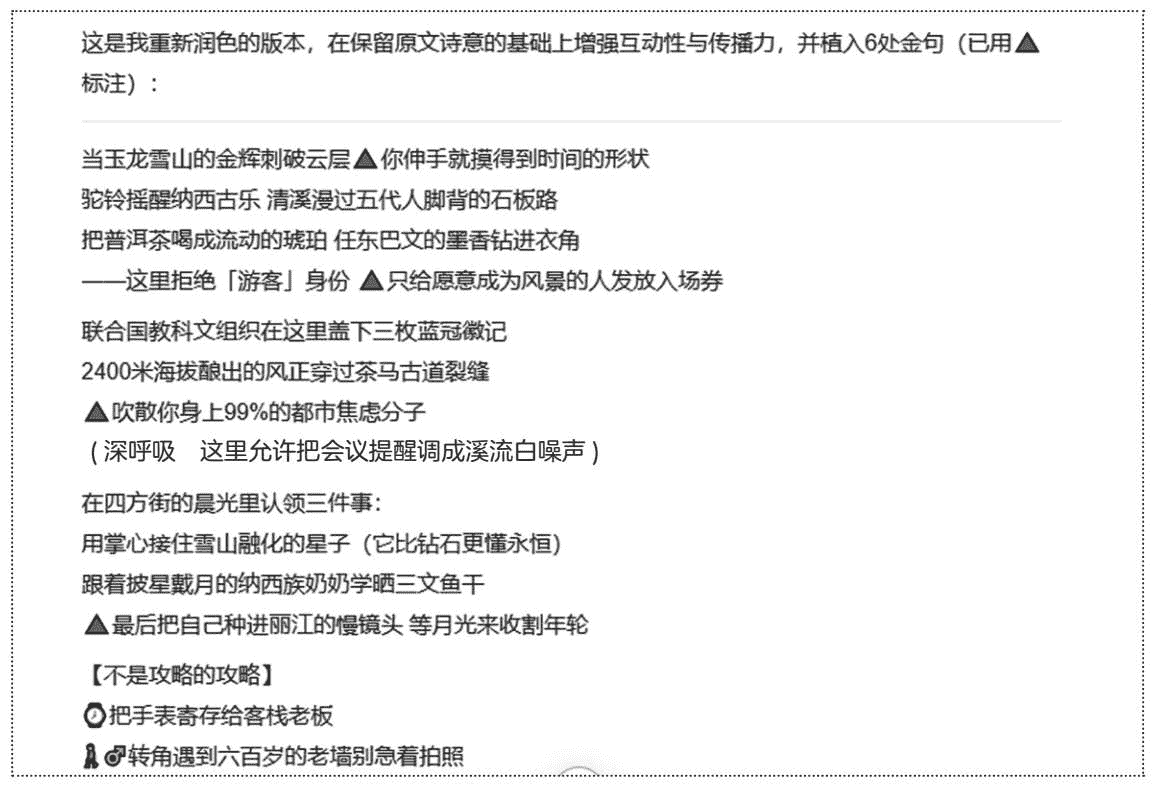 这是我重新润色的版本，在保留原文诗意的基础上增强互动性与传播力，并植入6处金句（已用▲
标注）：
当玉龙雪山的金辉刺破云层▲你伸手就摸得到时间的形状
驼铃摇醒纳西古乐 清溪漫过五代人脚背的石板路
把普洱茶喝成流动的琥珀 任东巴文的墨香钻进衣角
——这里拒绝「游客」身份 ▲只给愿意成为风景的人发放入场券
联合国教科文组织在这里盖下三枚蓝冠徽记
2400米海拔酿出的风正穿过茶马古道裂缝
▲吹散你身上99%的都市焦虑分子
（深呼吸　这里允许把会议提醒调成溪流白噪声）
在四方街的晨光里认领三件事：
用掌心接住雪山融化的星子（它比钻石更懂永恒）
跟着披星戴月的纳西族奶奶学晒三文鱼干
▲最后把自己种进丽江的慢镜头 等月光来收割年轮
【不是攻略的攻略】
⌚把手表寄存给客栈老板
🧍♂转角遇到六百岁的老墙别急着拍照